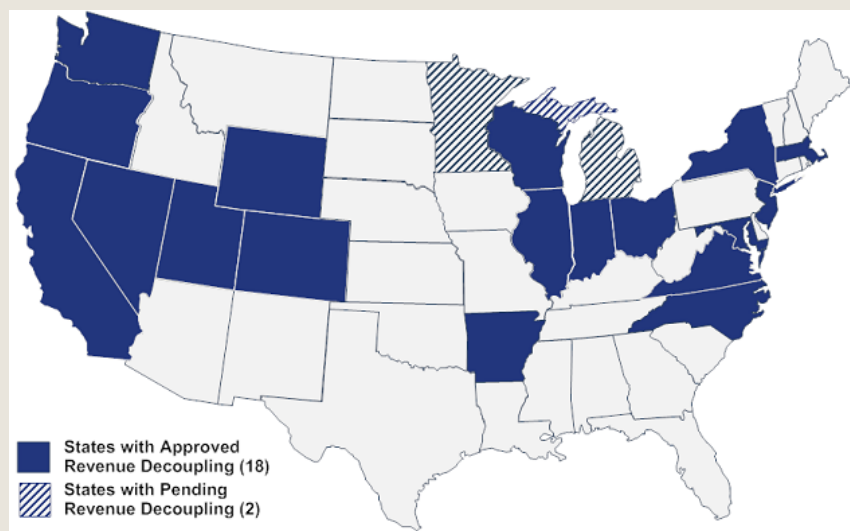 States with Approved
Revenue Decoupling (18)
States with Pending
Revenue Decoupling (2)